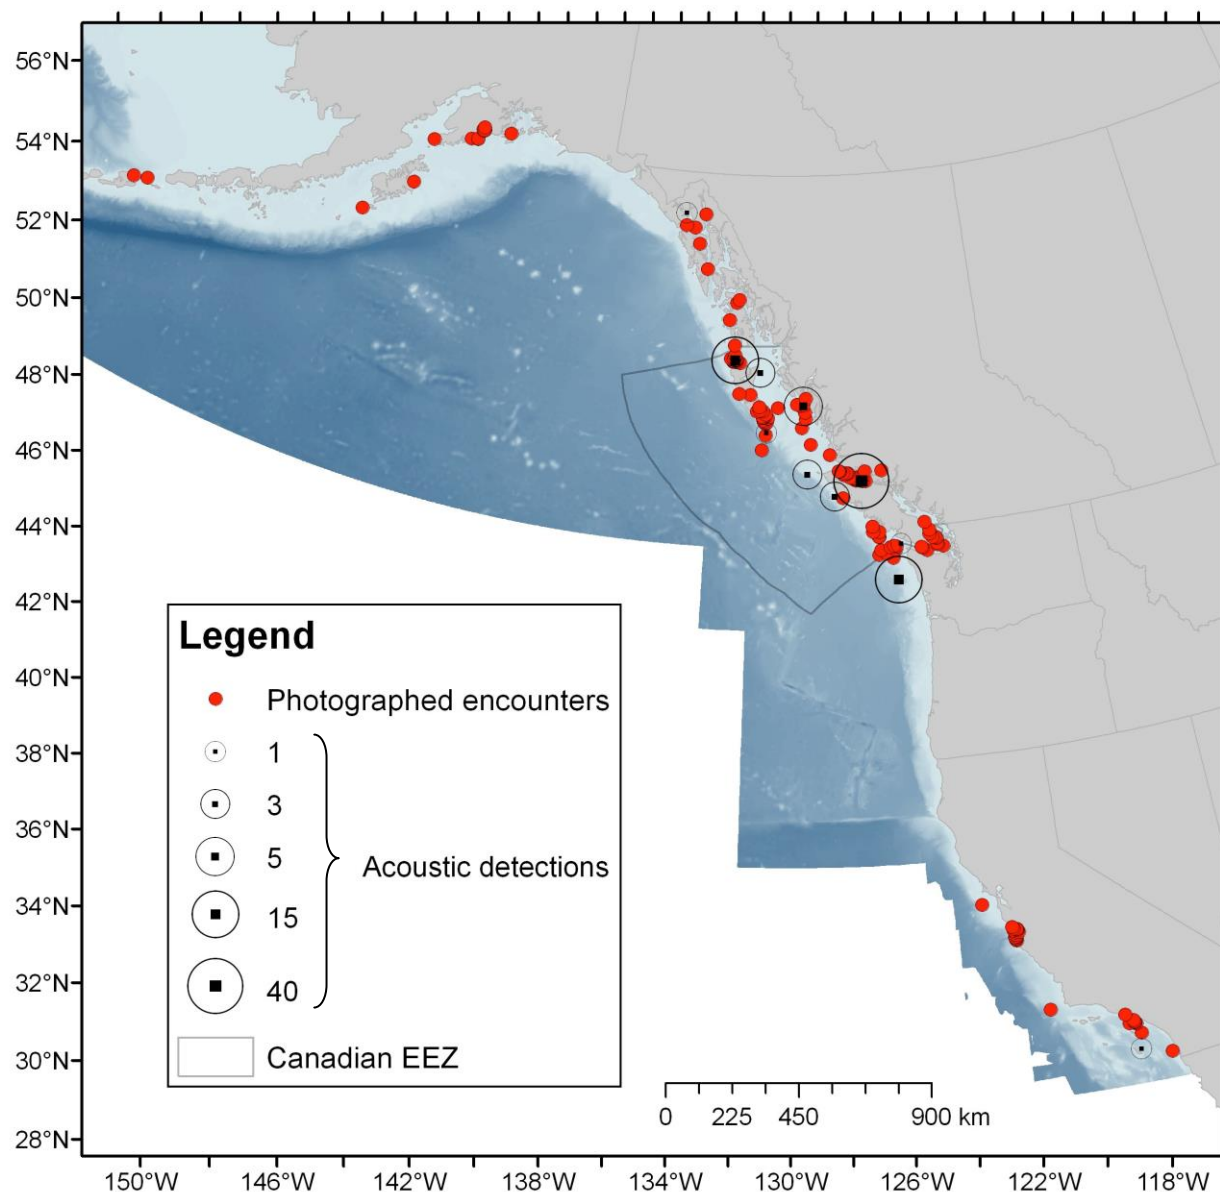 56°N
54°N
52°N
50°N
48°N
46°N
44°N
42°N
40°N
38°N
36°N
34°N
32°N
30°N
28°N
Legend
Photographed encounters
1
3
5
Acoustic detections
15
40
Canadian EEZ
0 225 450 900 km
150°W 146°W 142°W 138°W 134°W 130°W 126°W 122°W 118°W